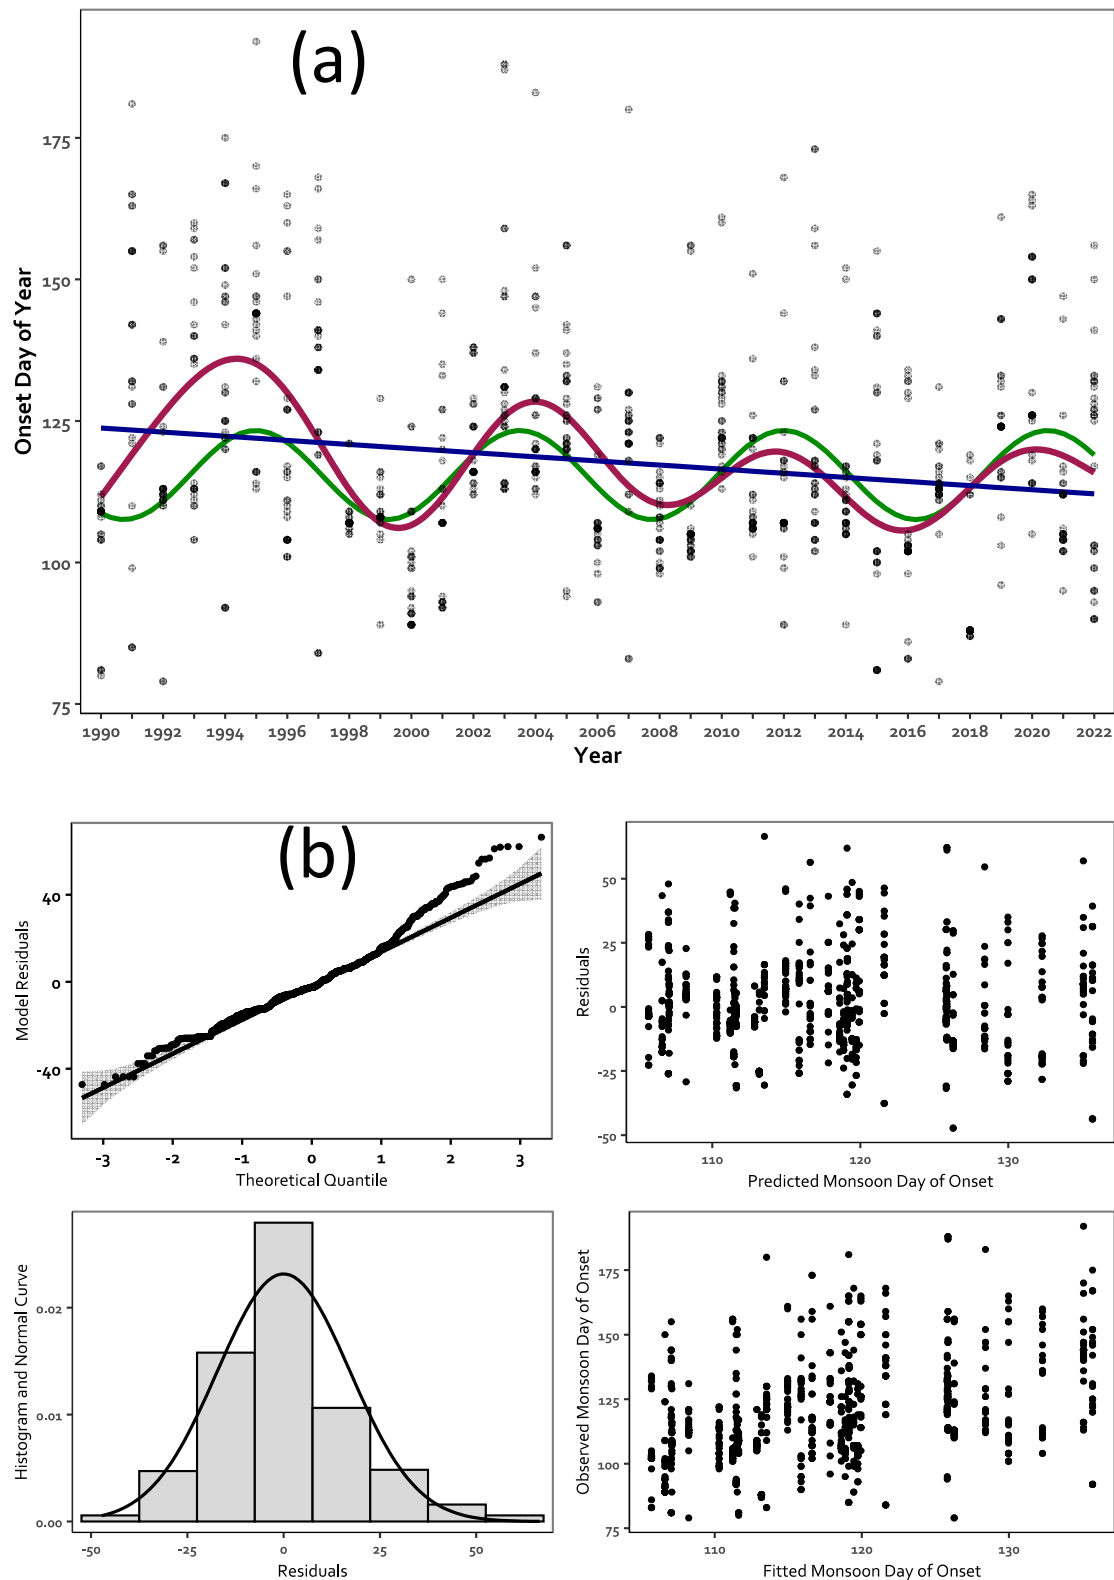 (a)
175
150
125
100
75
Onset Day of Year
1990 1992 1994 1996 1998 2000 2002 2004 2006 2008 2010 2012 2014 2016 2018 2020 2022
Year
(b)
40
0
-40
Model Residuals
-3 -2 -1 0 1 2 3
Theoretical Quantile
50
25
0
-25
-50
Residuals
110 120 130
Predicted Monsoon Day of Onset
0.02
0.01
0.00
Histogram and Normal Curve
-50 -25 0 25 50
Residuals
175
150
125
100
75
Observed Monsoon Day of Onset
110 120 130
Fitted Monsoon Day of Onset